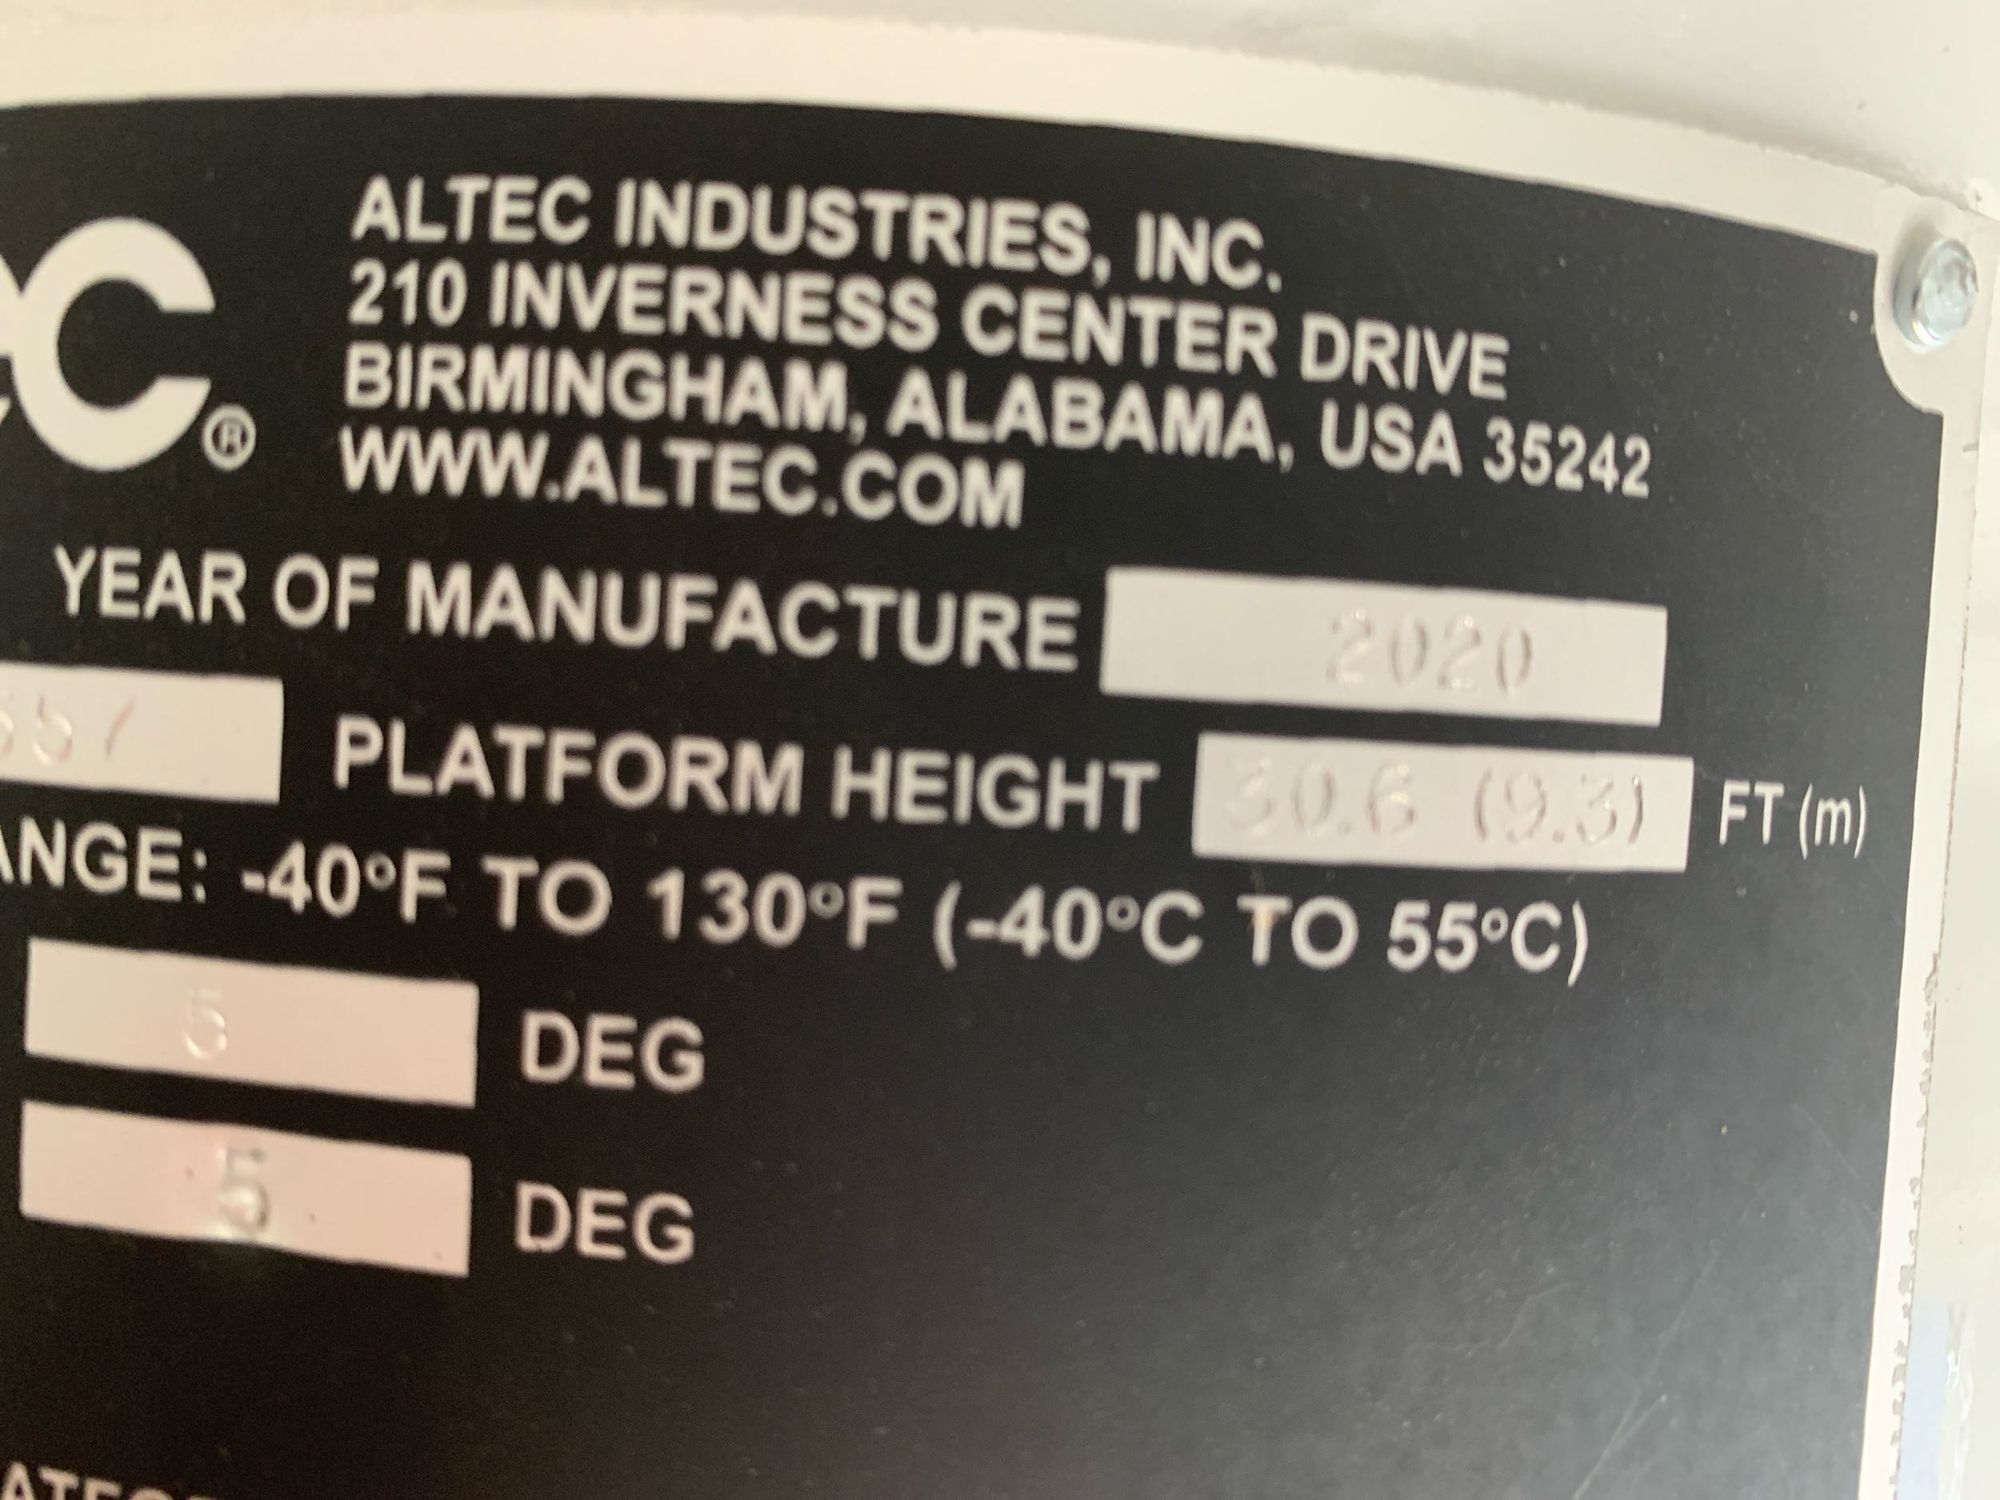 C®
ALTEC INDUSTRIES, INC.
210 INVERNESS CENTER DRIVE
BIRMINGHAM, ALABAMA, USA 35242
WWW.ALTEC.COM
YEAR OF MANUFACTURE 2020
PLATFORM HEIGHT 30.6 (9.3) FT (m)
ANGE: -40°F TO 130°F (-40°C TO 55°C)
5 DEG
5 DEG